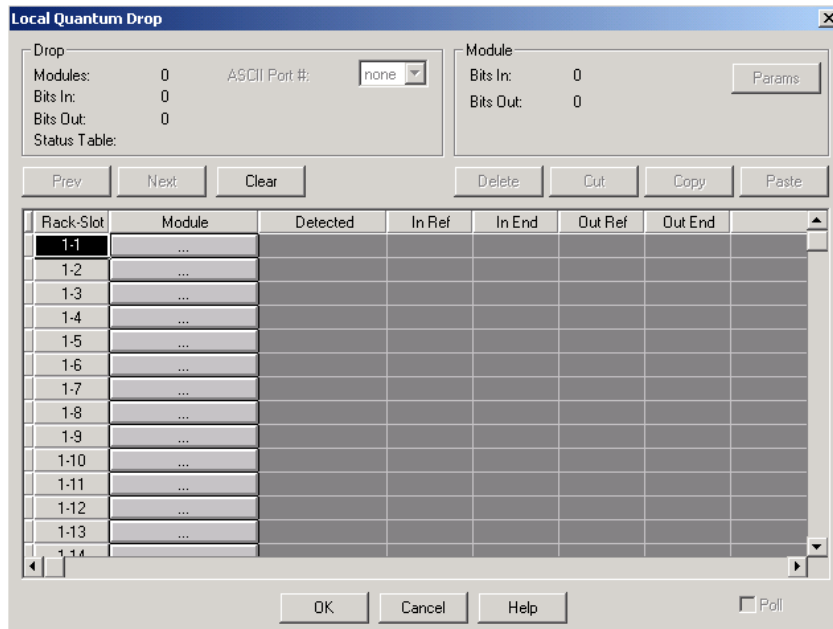 Local Quantum Drop
Drop
Modules: 0 ASCII Port #: none
Bits In: 0
Bits Out: 0
Status Table:
Module
Bits In: 0 Params
Bits Out: 0
Prev Next Clear Delete Cut Copy Paste
Rack-Slot Module Detected In Ref In End Out Ref Out End
1-1 ...
1-2 ...
1-3 ...
1-4 ...
1-5 ...
1-6 ...
1-7 ...
1-8 ...
1-9 ...
1-10 ...
1-11 ...
1-12 ...
1-13 ...
1-14
OK Cancel Help Poll